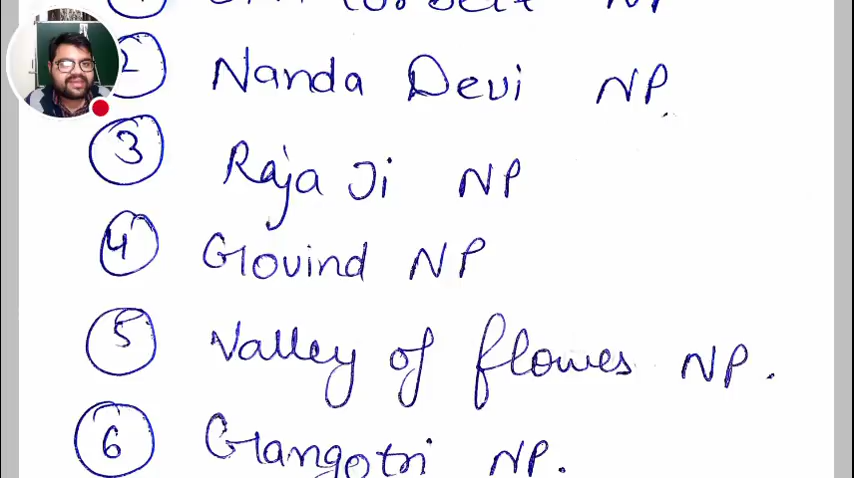 NP
2 Nanda Devi NP
3 Raja Ji NP
4 Govind NP
5 Valley of flowes NP.
6 Gangotri NP.